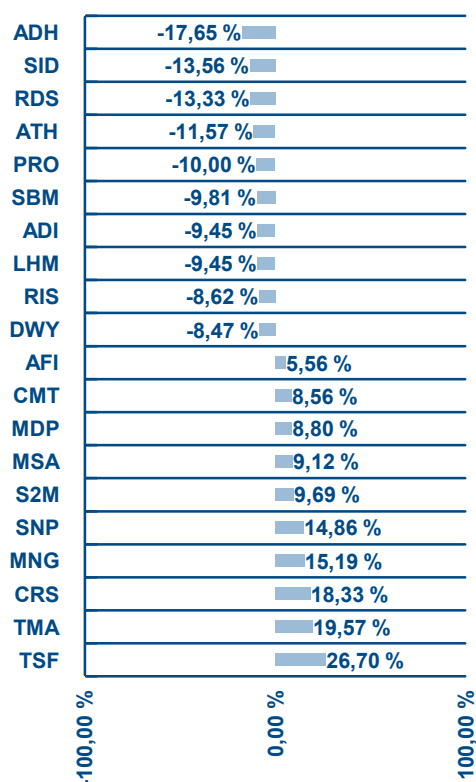 ADH -17,65 %
SID -13,56 %
RDS -13,33 %
ATH -11,57 %
PRO -10,00 %
SBM -9,81 %
ADI -9,45 %
LHM -9,45 %
RIS -8,62 %
DWY -8,47 %
AFI 5,56 %
CMT 8,56 %
MDP 8,80 %
MSA 9,12 %
S2M 9,69 %
SNP 14,86 %
MNG 15,19 %
CRS 18,33 %
TMA 19,57 %
TSF 26,70 %
-100,00 %
0,00 %
100,00 %